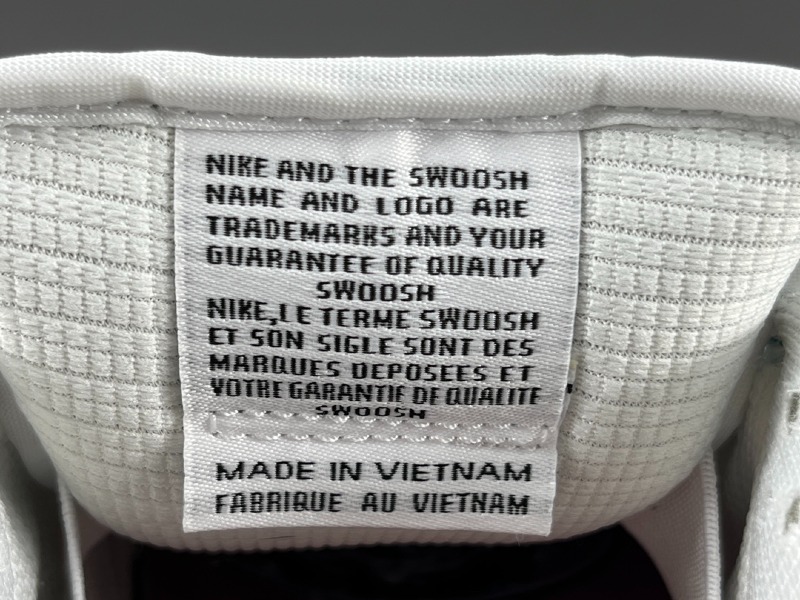 NIKE AND THE SWOOSH
NAME AND LOGO ARE
TRADEMARKS AND YOUR
GUARANTEE OF QUALITY
SWOOSH
NIKE, LE TERME SWOOSH
ET SON SIGLE SONT DES
MARQUES DEPOSEES ET
VOTRE GARANTIE DE QUALITE
SWOOSH
MADE IN VIETNAM
FABRIQUE AU VIETNAM